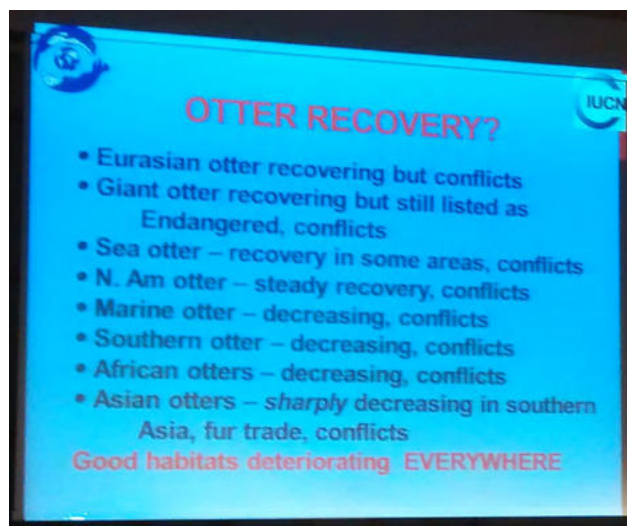 IUCN
OTTER RECOVERY?
• Eurasian otter recovering but conflicts
• Giant otter recovering but still listed as
Endangered, conflicts
• Sea otter – recovery in some areas, conflicts
• N. Am otter – steady recovery, conflicts
• Marine otter – decreasing, conflicts
• Southern otter – decreasing, conflicts
• African otters – decreasing, conflicts
• Asian otters – sharply decreasing in southern
Asia, fur trade, conflicts
Good habitats deteriorating EVERYWHERE